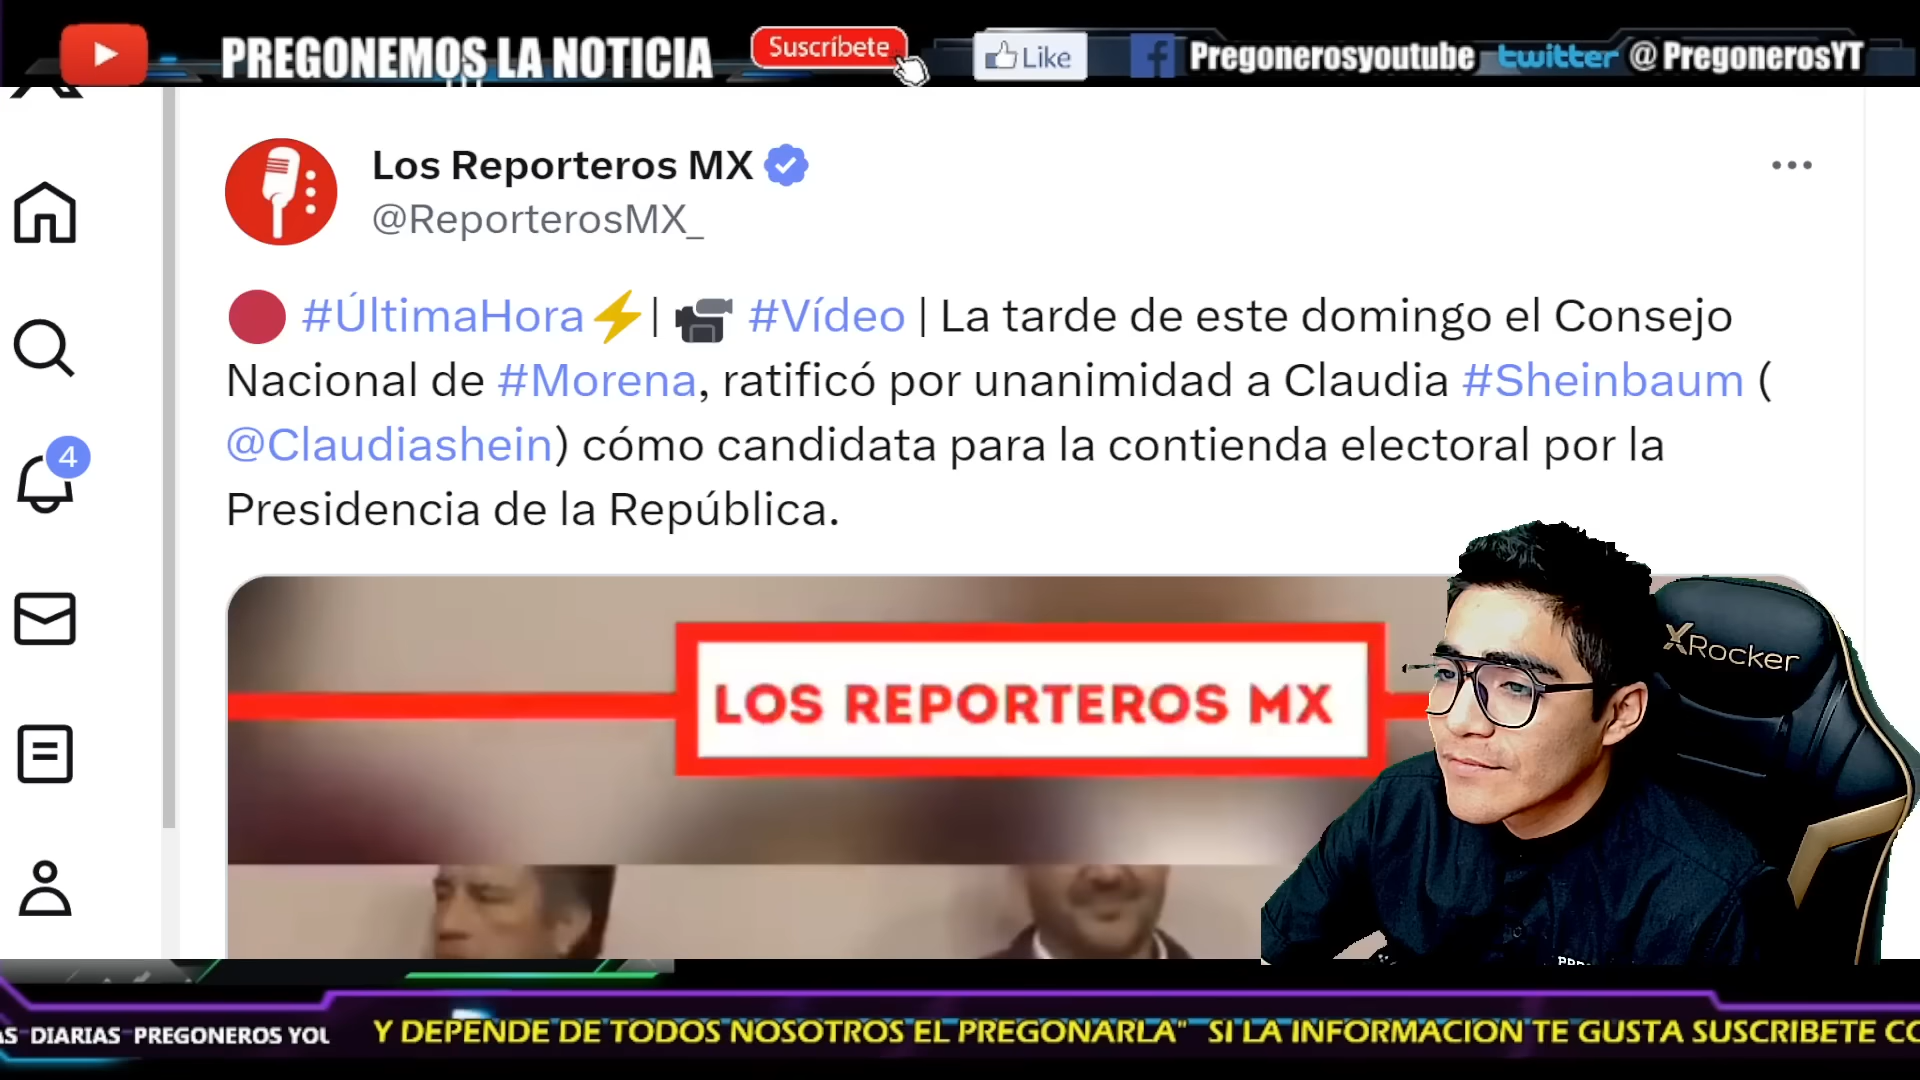 PREGONEMOS LA NOTICIA
Suscríbete
Like
Pregonerosyoutube
twitter @PregonerosYT
Los Reporteros MX
@ReporterosMX_
#ÚltimaHora⚡| #Vídeo | La tarde de este domingo el Consejo
Nacional de #Morena, ratificó por unanimidad a Claudia #Sheinbaum (
@Claudiashein) cómo candidata para la contienda electoral por la
Presidencia de la República.
4
LOS REPORTEROS MX
XRocker
DIARIAS PREGONEROS
Y DEPENDE DE TODOS NOSOTROS EL PREGONARLA" SI LA INFORMACION TE GUSTA SUSCRIBETE